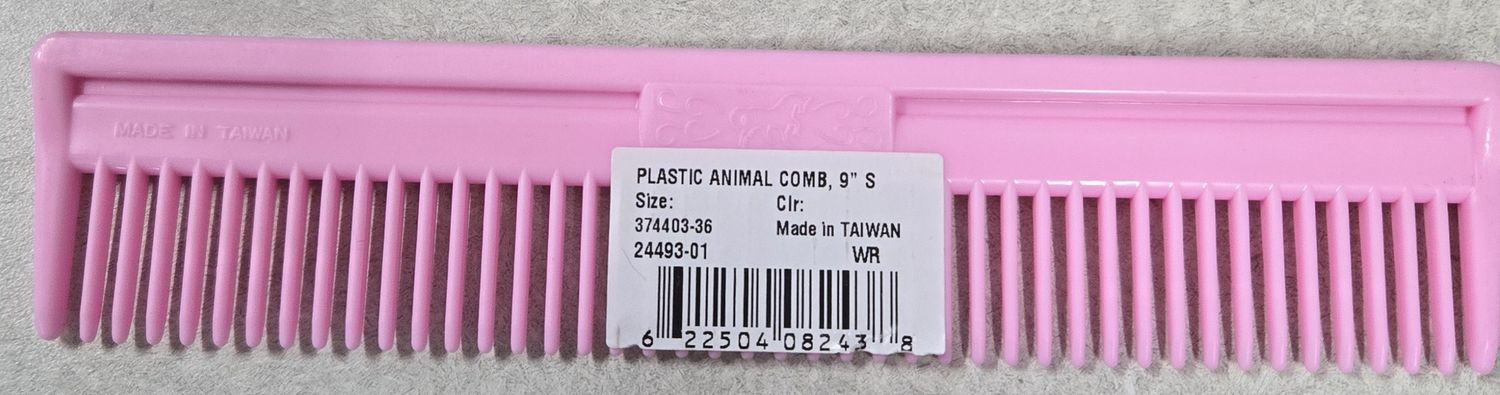 MADE IN TAIWAN
PLASTIC ANIMAL COMB, 9” S
Size: Clr:
374403-36 Made in TAIWAN
24493-01 WR
6 22504 08243 8